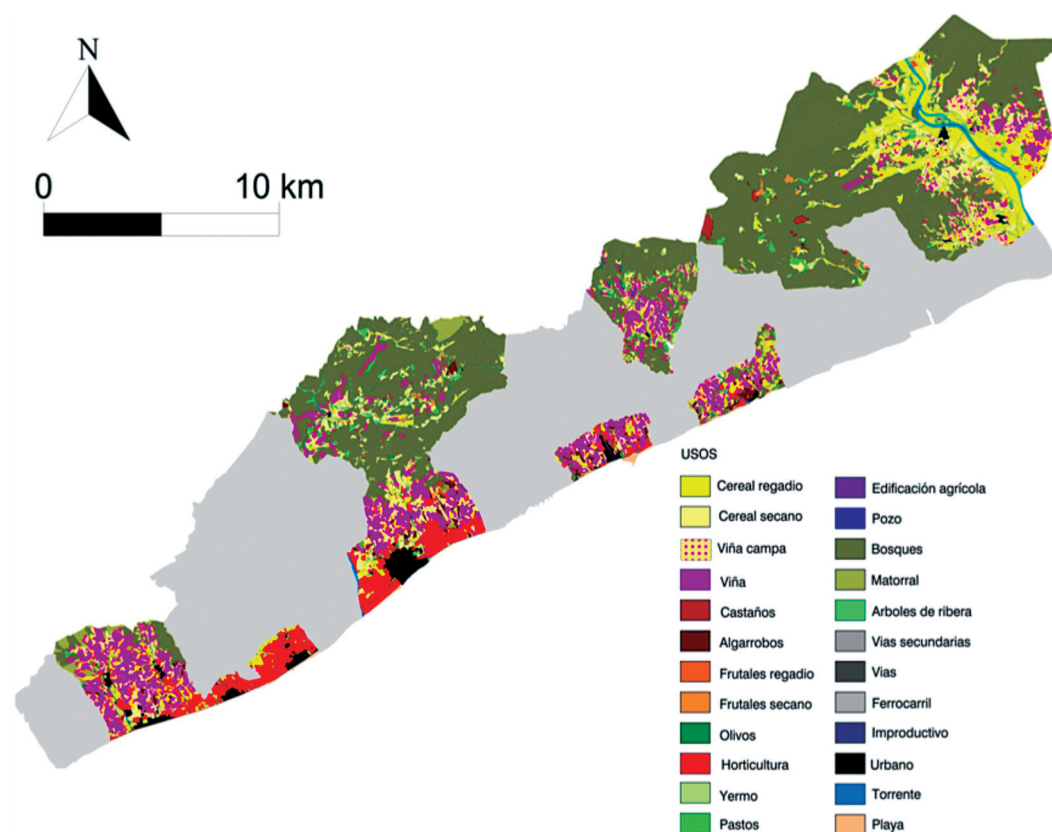 N
0 10 km
USOS
Cereal regadio
Cereal secano
Viña campa
Viña
Castaños
Algarrobos
Frutales regadio
Frutales secano
Olivos
Horticultura
Yermo
Pastos
Edificación agrícola
Pozo
Bosques
Matorral
Arboles de ribera
Vias secundarias
Vias
Ferrocarril
Improductivo
Urbano
Torrente
Playa